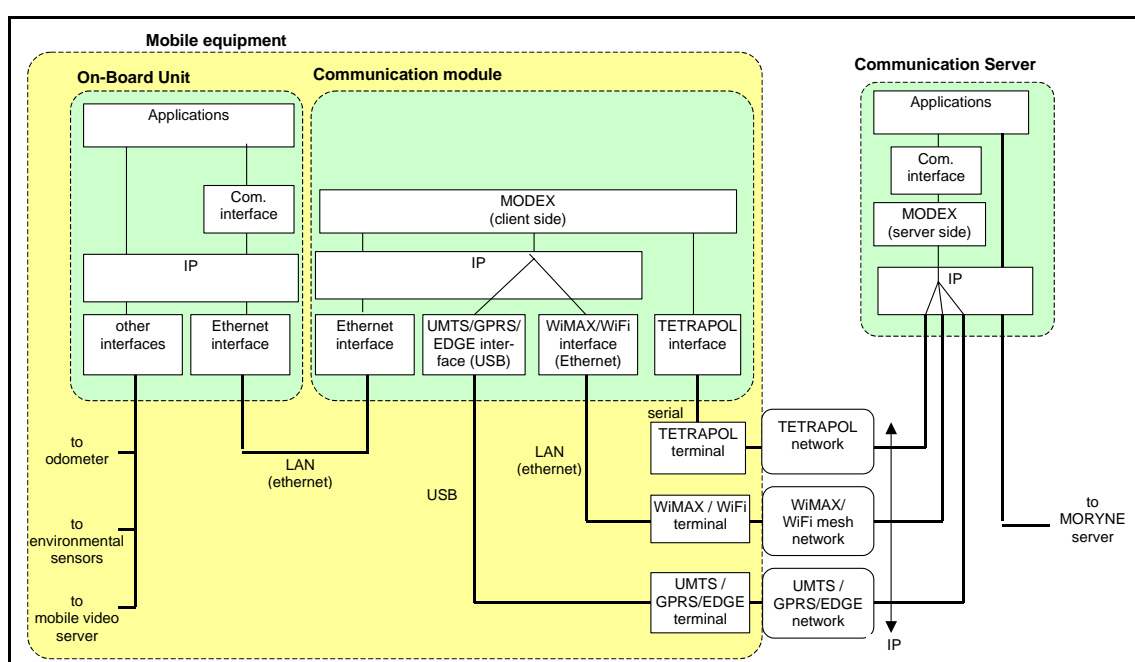 Mobile equipment
On-Board Unit
Communication module
Communication Server
Applications
Com.
interface
IP
other
interfaces
Ethernet
interface
MODEX
(client side)
IP
Ethernet
interface
UMTS/GPRS/
EDGE inter-
face (USB)
WiMAX/WiFi
interface
(Ethernet)
TETRAPOL
interface
Applications
Com.
interface
MODEX
(server side)
IP
to
odometer
to
environmental
sensors
to
mobile video
server
LAN
(ethernet)
USB
LAN
(ethernet)
serial
TETRAPOL
terminal
TETRAPOL
network
WiMAX / WiFi
terminal
WiMAX/
WiFi mesh
network
UMTS /
GPRS/EDGE
terminal
UMTS /
GPRS/EDGE
network
IP
to
MORYNE
server